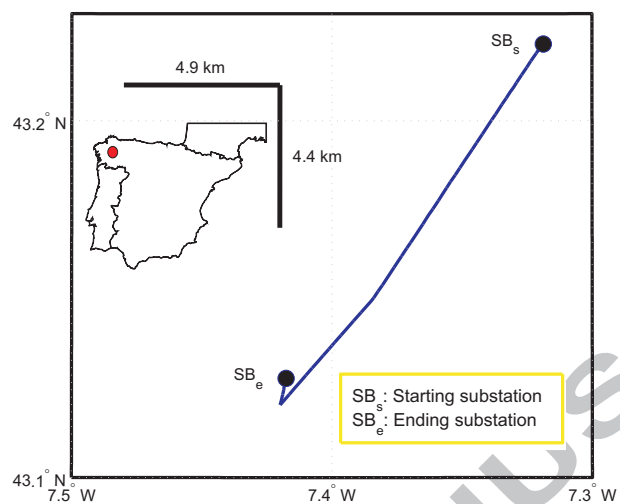 SBs
4.9 km
43.2° N
4.4 km
SBe
SBs: Starting substation
SBe: Ending substation
43.1° N
7.5° W
7.4° W
7.3° W